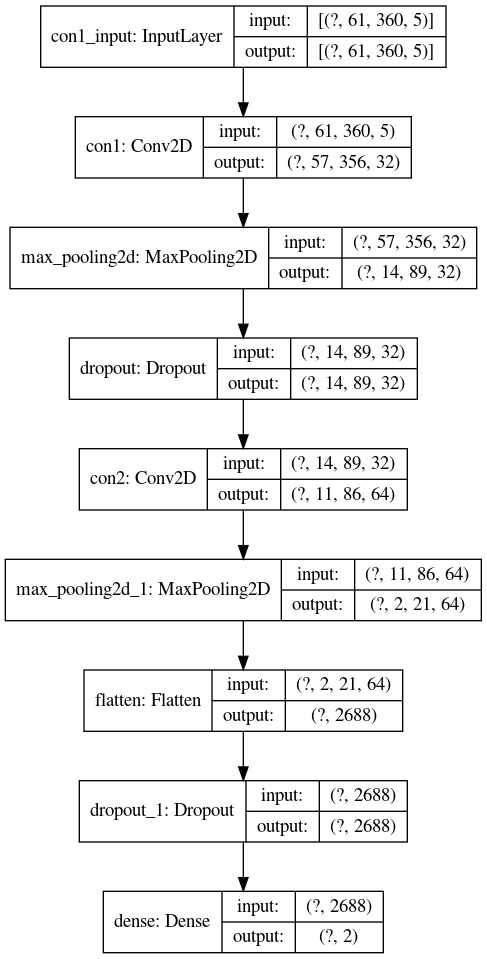 con1_input: InputLayer
input: [(?, 61, 360, 5)]
output: [(?, 61, 360, 5)]
con1: Conv2D
input: (?, 61, 360, 5)
output: (?, 57, 356, 32)
max_pooling2d: MaxPooling2D
input: (?, 57, 356, 32)
output: (?, 14, 89, 32)
dropout: Dropout
input: (?, 14, 89, 32)
output: (?, 14, 89, 32)
con2: Conv2D
input: (?, 14, 89, 32)
output: (?, 11, 86, 64)
max_pooling2d_1: MaxPooling2D
input: (?, 11, 86, 64)
output: (?, 2, 21, 64)
flatten: Flatten
input: (?, 2, 21, 64)
output: (?, 2688)
dropout_1: Dropout
input: (?, 2688)
output: (?, 2688)
dense: Dense
input: (?, 2688)
output: (?, 2)